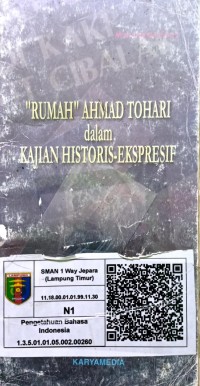 "RUMAH" AHMAD TOHARI
dalam
KAJIAN HISTORIS-EKSPRESIF
SMAN 1 Way Jepara
(Lampung Timur)
11.18.00.01.01.99.11.30
N1
Pengetahuan Bahasa
Indonesia
1.3.5.01.01.05.002.00260
KARYAMEDIA